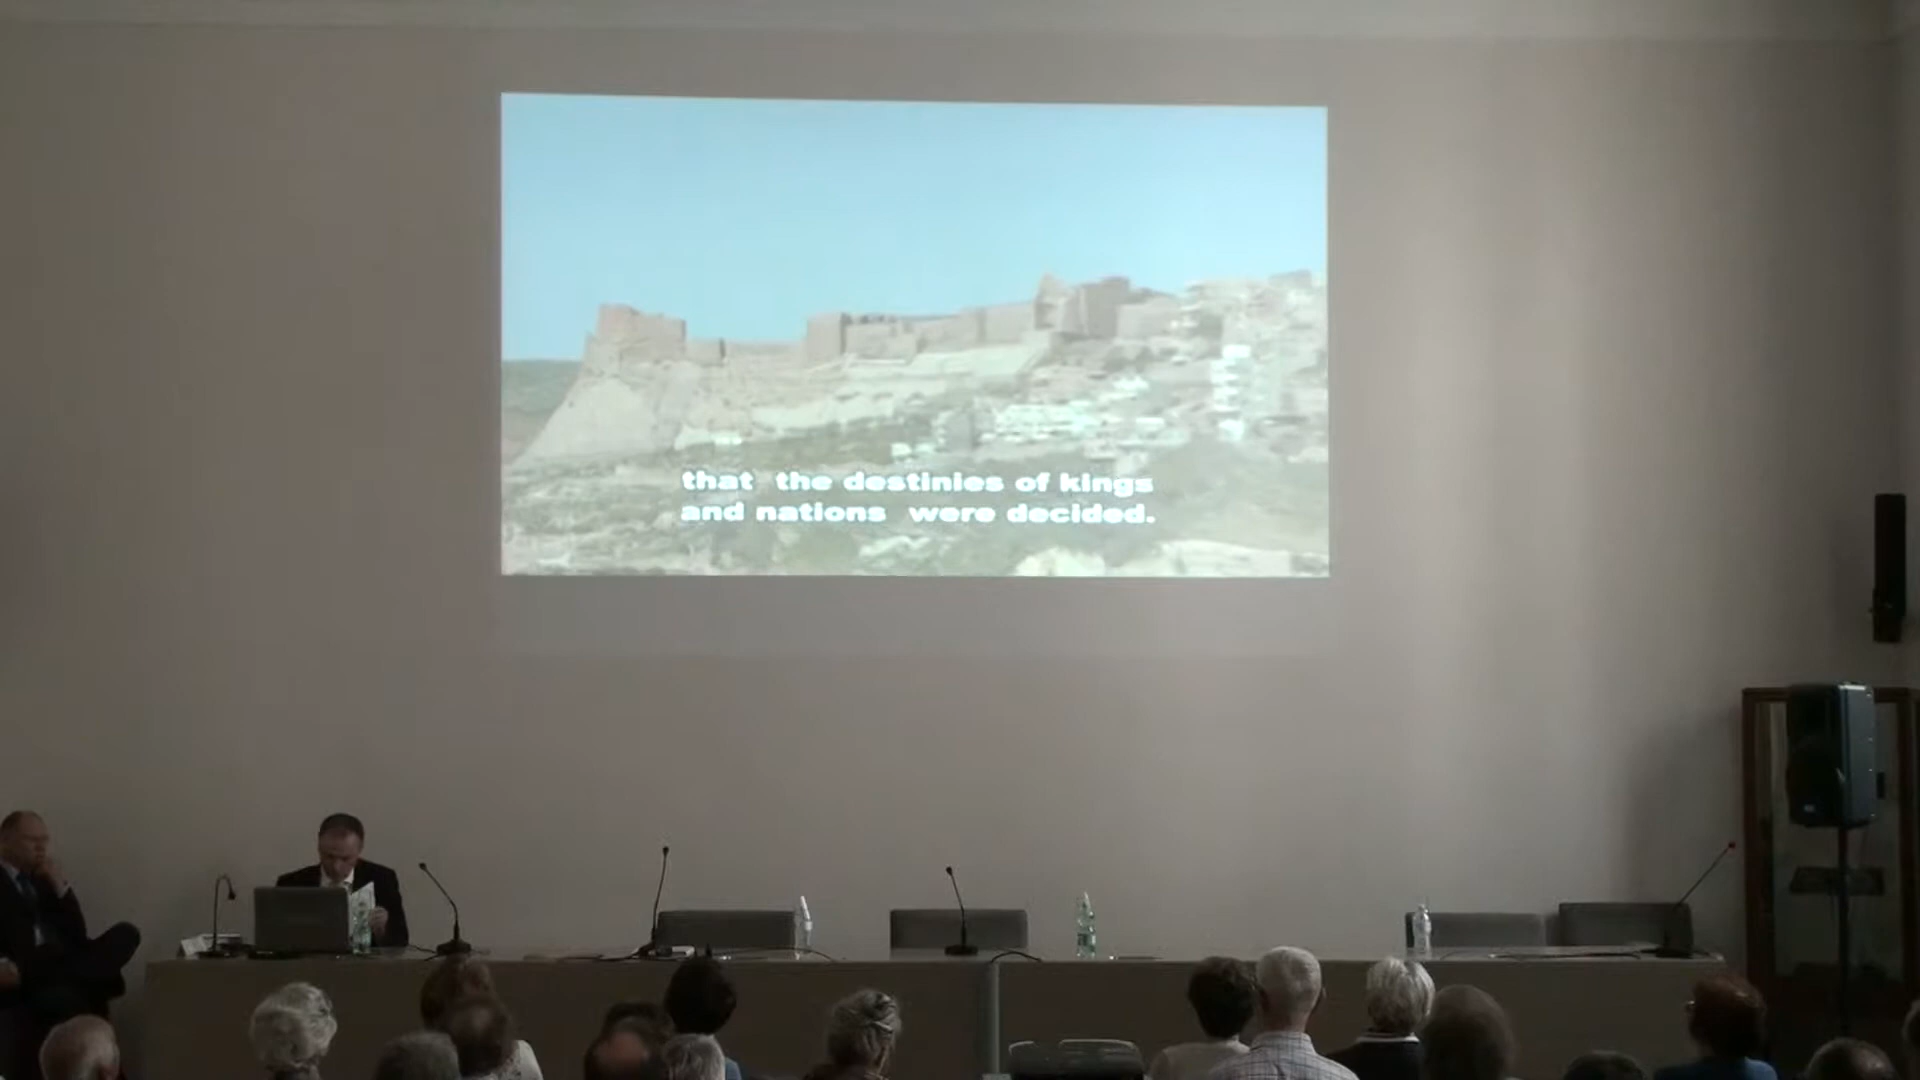 that the destinies of kings
and nations were decided.